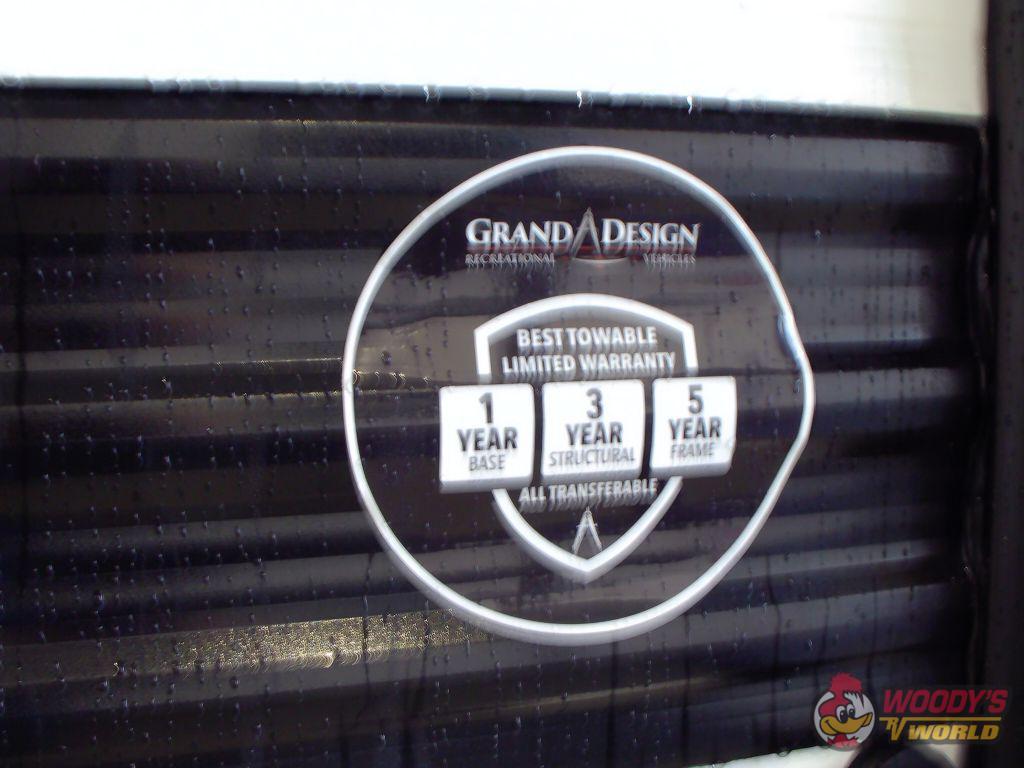 GRAND DESIGN
RECREATIONAL VEHICLES
BEST TOWABLE
LIMITED WARRANTY
1
YEAR
BASE
3
YEAR
STRUCTURAL
5
YEAR
FRAME
ALL TRANSFERABLE
WOODY'S
RV WORLD